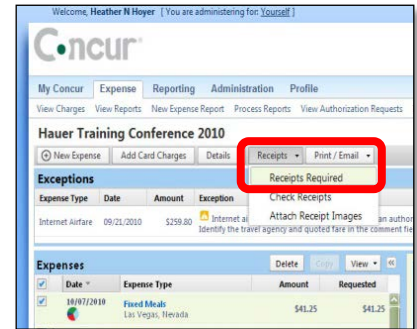 Welcome, Heather N Hoyer [ You are administering for: Yourself ]
C•ncur
My Concur Expense Reporting Administration Profile
View Charges View Reports New Expense Report Process Reports View Authorization Requests
Hauer Training Conference 2010
New Expense Add Card Charges Details Receipts Print / Email
Exceptions
Receipts Required
Expense Type Date Amount Exception
Check Receipts
Internet Airfare 09/21/2010 $259.80 Internet ai
Attach Receipt Images
an author
Identify the travel agency and quoted fare in the comment fie
Expenses Delete Copy View
Date Expense Type Amount Requested
10/07/2010 Fixed Meals $41.25 $41.25
Las Vegas, Nevada